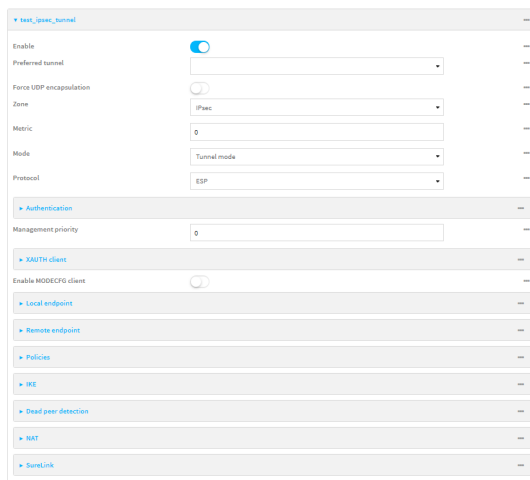 test_ipsec_tunnel
Enable
Preferred tunnel
Force UDP encapsulation
Zone
IPsec
Metric
0
Mode
Tunnel mode
Protocol
ESP
Authentication
Management priority
0
XAUTH client
Enable MODECFG client
Local endpoint
Remote endpoint
Policies
IKE
Dead peer detection
NAT
SureLink